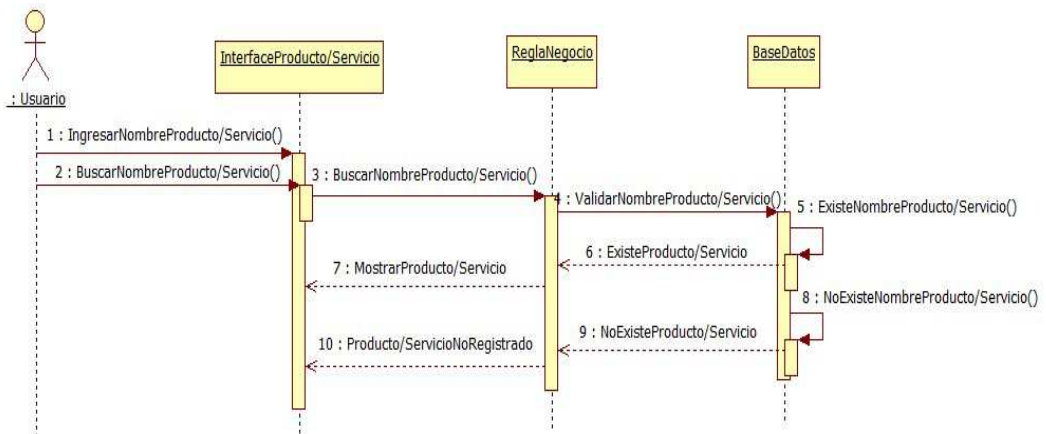 : Usuario
InterfaceProducto/Servicio
ReglaNegocio
BaseDatos
1 : IngresarNombreProducto/Servicio()
2 : BuscarNombreProducto/Servicio()
3 : BuscarNombreProducto/Servicio()
4 : ValidarNombreProducto/Servicio()
5 : ExisteNombreProducto/Servicio()
6 : ExisteProducto/Servicio
7 : MostrarProducto/Servicio
8 : NoExisteNombreProducto/Servicio()
9 : NoExisteProducto/Servicio
10 : Producto/ServicioNoRegistrado